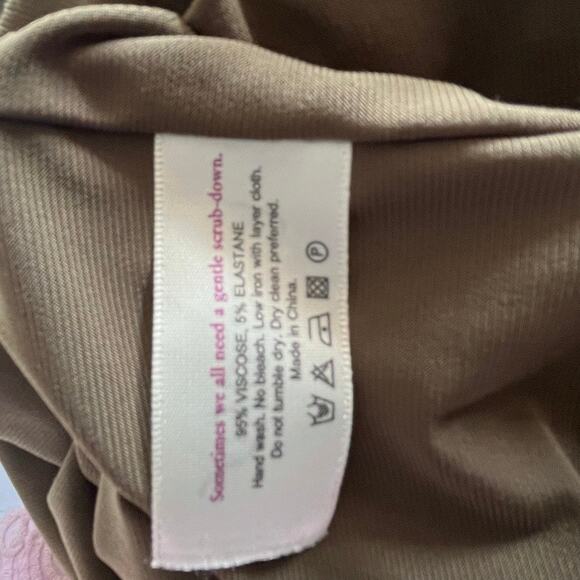 Sometimes we all need a gentle scrub-down.
95% VISCOSE, 5% ELASTANE
Hand wash. No bleach. Low iron with layer cloth.
Do not tumble dry. Dry clean preferred.
Made in China.
P